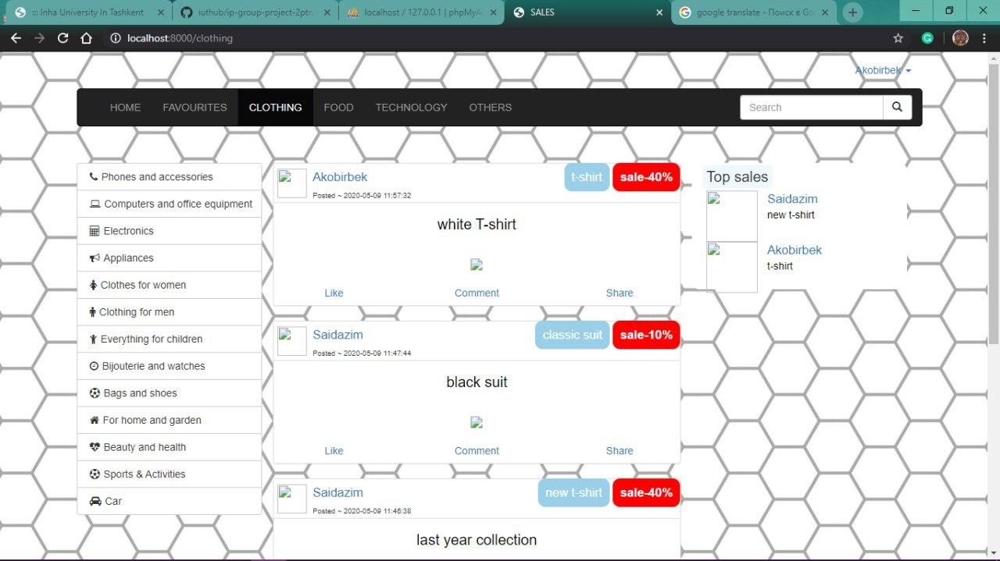 ::: Inha University In Tashkent
iuthub/ip-group-project-2ptr
localhost / 127.0.0.1 | phpMyA
SALES
google translate - Поиск в Go
localhost:8000/clothing
Akobirbek
HOME
FAVOURITES
CLOTHING
FOOD
TECHNOLOGY
OTHERS
Search
Phones and accessories
Computers and office equipment
Electronics
Appliances
Clothes for women
Clothing for men
Everything for children
Bijouterie and watches
Bags and shoes
For home and garden
Beauty and health
Sports & Activities
Car
Akobirbek
t-shirt
sale-40%
Posted ~ 2020-05-09 11:57:32
white T-shirt
Like
Comment
Share
Saidazim
classic suit
sale-10%
Posted ~ 2020-05-09 11:47:44
black suit
Like
Comment
Share
Saidazim
new t-shirt
sale-40%
Posted ~ 2020-05-09 11:46:38
last year collection
Top sales
Saidazim
new t-shirt
Akobirbek
t-shirt